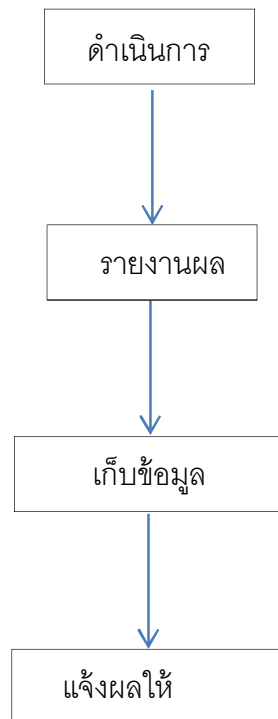 ดำเนินการ
รายงานผล
เก็บข้อมูล
แจ้งผลให้